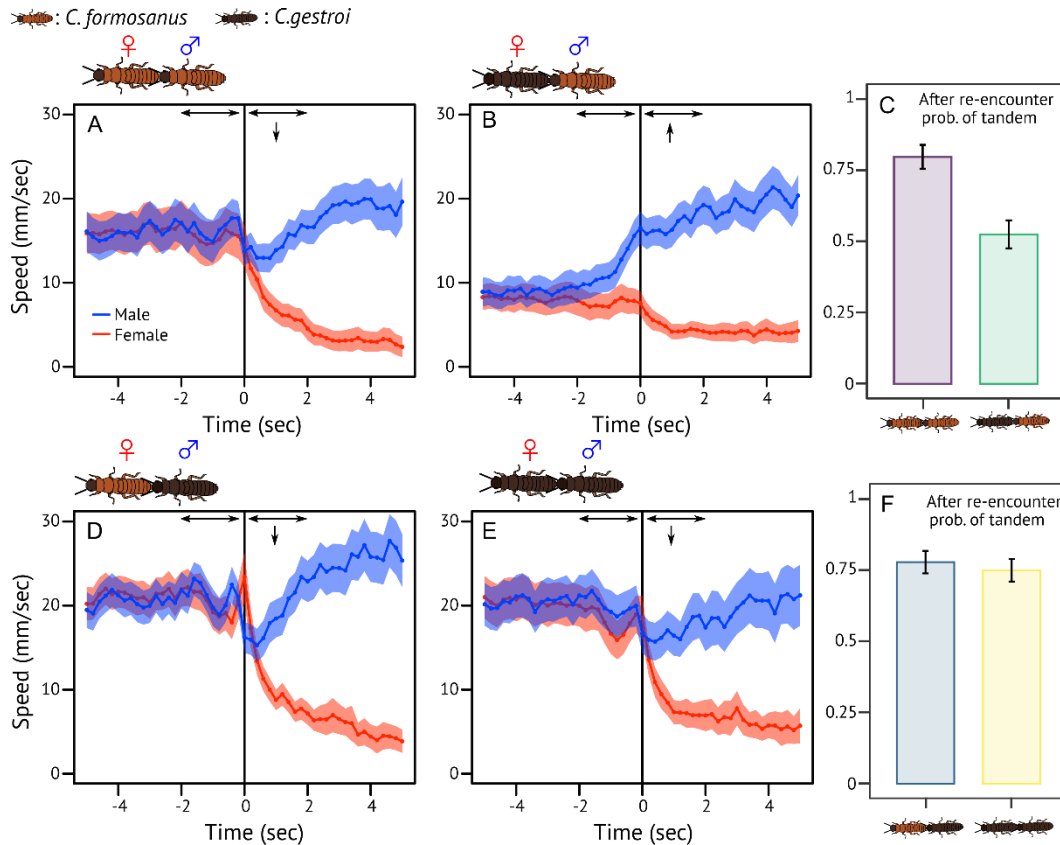 : C. formosanus : C.gestroi
♀ ♂
♀ ♂
A
30
20
10
0
Speed (mm/sec)
Male
Female
-4 -2 0 2 4
Time (sec)
B
30
20
10
0
Speed (mm/sec)
-4 -2 0 2 4
Time (sec)
C
After re-encounter
prob. of tandem
1
0.75
0.5
0.25
0
♀ ♂
♀ ♂
D
30
20
10
0
Speed (mm/sec)
-4 -2 0 2 4
Time (sec)
E
30
20
10
0
-4 -2 0 2 4
Time (sec)
F
After re-encounter
prob. of tandem
1
0.75
0.5
0.25
0